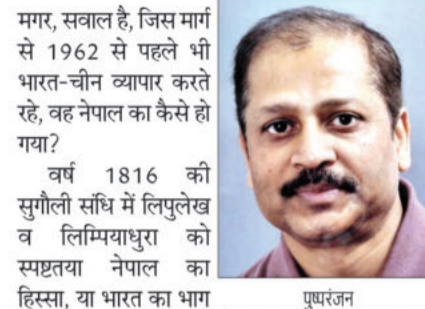 मगर, सवाल है, जिस मार्ग
से 1962 से पहले भी
भारत-चीन व्यापार करते
रहे, वह नेपाल का कैसे हो
गया?
वर्ष 1816 की
सुगौली संधि में लिपुलेख
व लिम्पियाधुरा को
स्पष्टतया नेपाल का
हिस्सा, या भारत का भाग
पुष्परंजन